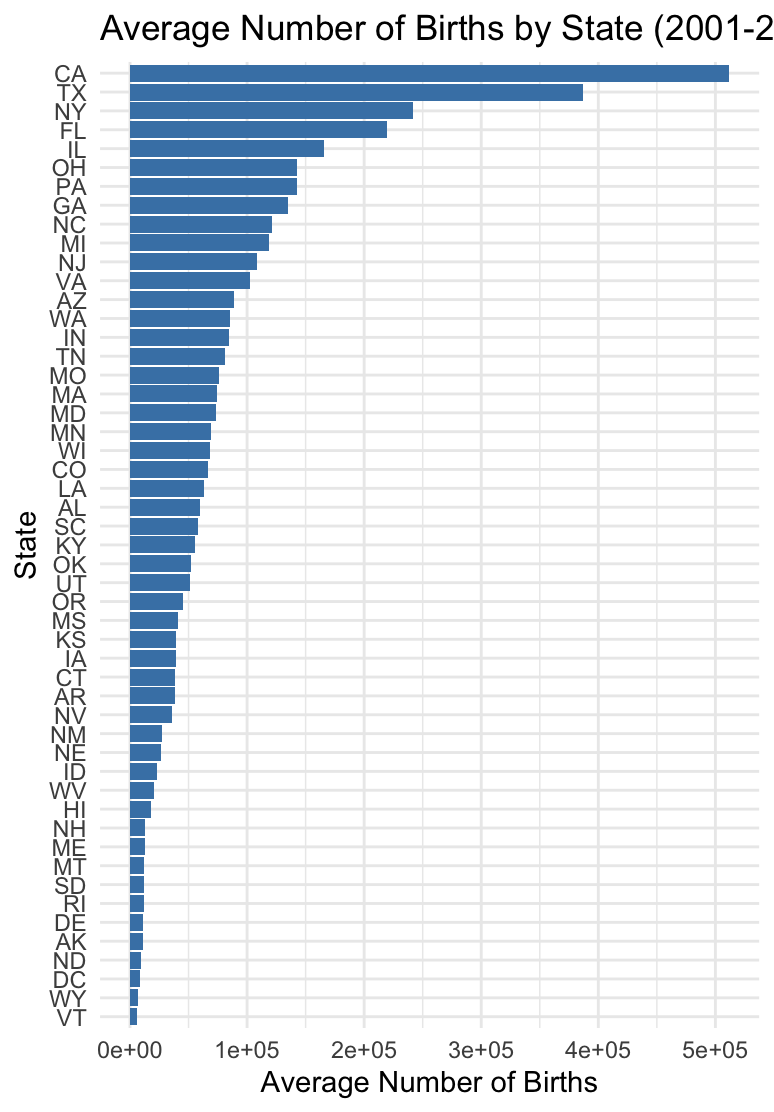 Average Number of Births by State (2001-2
CA
TX
NY
FL
IL
OH
PA
GA
NC
MI
NJ
VA
AZ
WA
IN
TN
MO
MA
MD
MN
WI
CO
LA
AL
SC
KY
OK
UT
OR
MS
KS
IA
CT
AR
NV
NM
NE
ID
WV
HI
NH
ME
MT
SD
RI
DE
AK
ND
DC
WY
VT
State
0e+00 1e+05 2e+05 3e+05 4e+05 5e+05
Average Number of Births